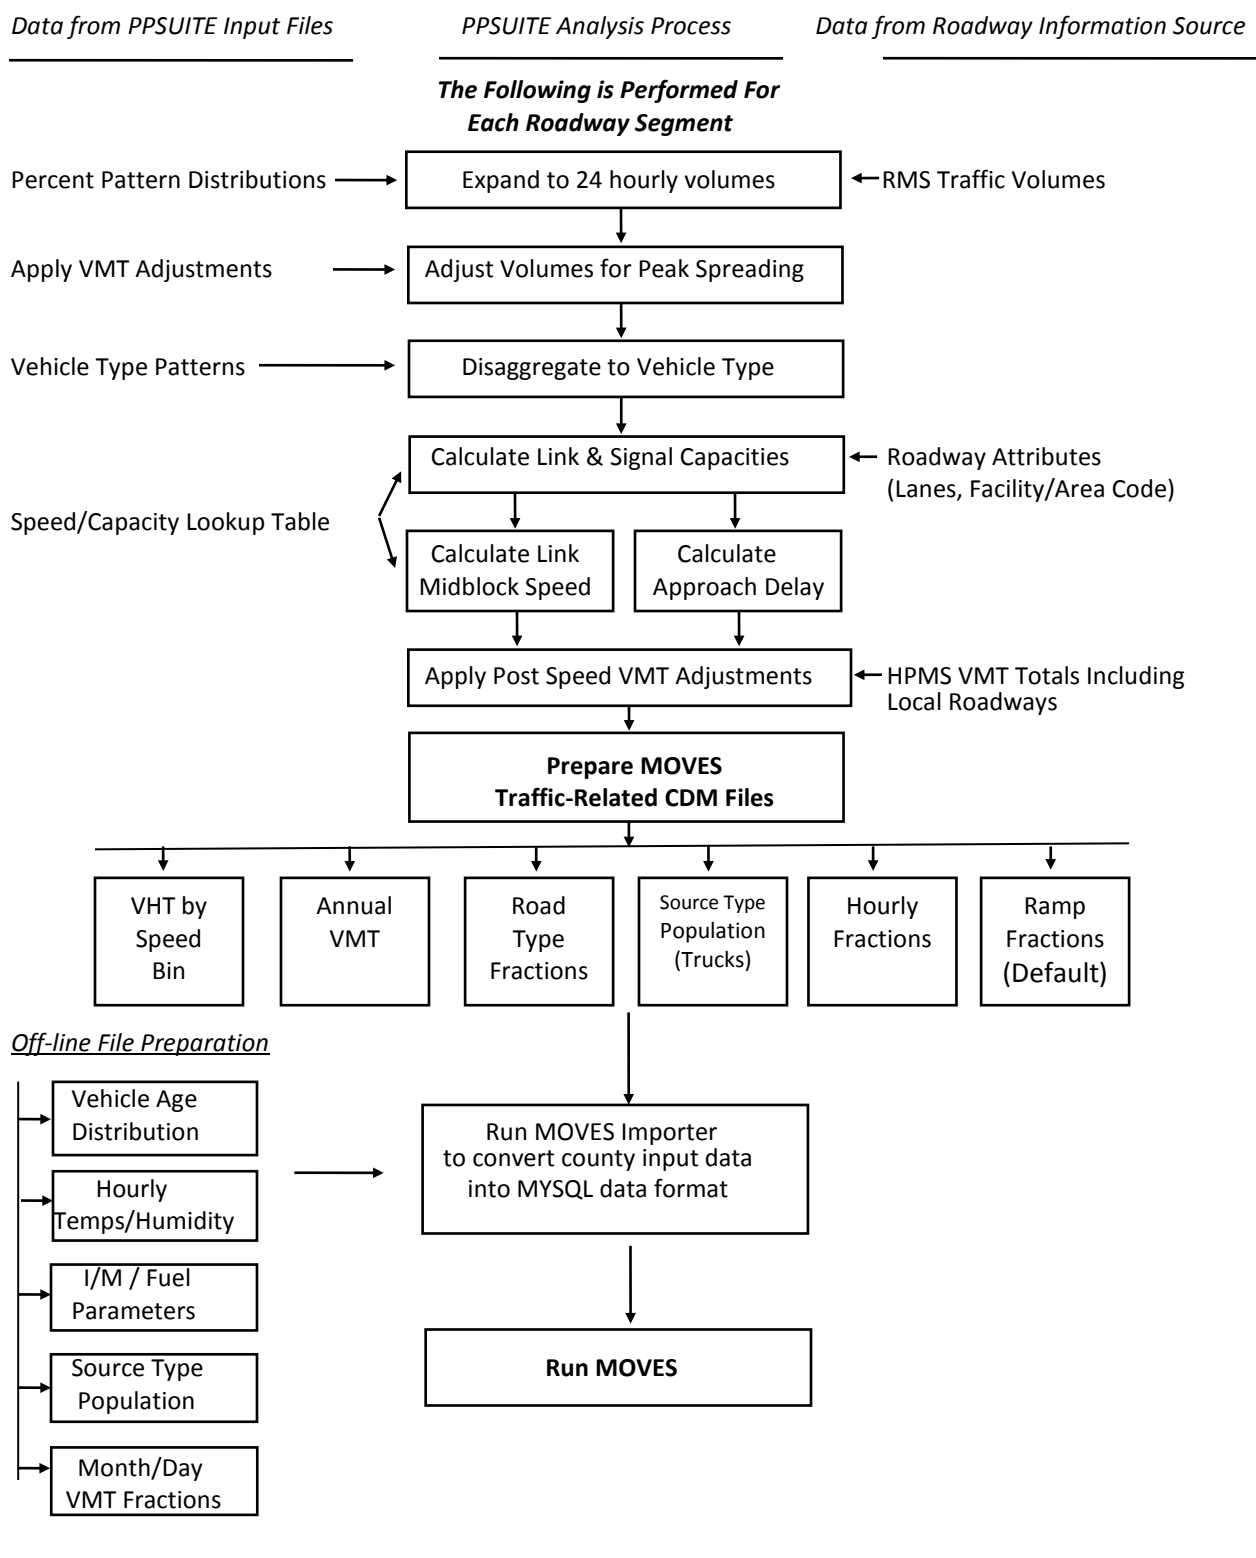 Data from PPSUITE Input Files
PPSUITE Analysis Process
Data from Roadway Information Source
The Following is Performed For
Each Roadway Segment
Percent Pattern Distributions
Expand to 24 hourly volumes
RMS Traffic Volumes
Apply VMT Adjustments
Adjust Volumes for Peak Spreading
Vehicle Type Patterns
Disaggregate to Vehicle Type
Calculate Link & Signal Capacities
Roadway Attributes
(Lanes, Facility/Area Code)
Speed/Capacity Lookup Table
Calculate Link
Midblock Speed
Calculate
Approach Delay
Apply Post Speed VMT Adjustments
HPMS VMT Totals Including
Local Roadways
Prepare MOVES
Traffic-Related CDM Files
VHT by
Speed
Bin
Annual
VMT
Road
Type
Fractions
Source Type
Population
(Trucks)
Hourly
Fractions
Ramp
Fractions
(Default)
Off-line File Preparation
Vehicle Age
Distribution
Hourly
Temps/Humidity
I/M / Fuel
Parameters
Source Type
Population
Month/Day
VMT Fractions
Run MOVES Importer
to convert county input data
into MYSQL data format
Run MOVES